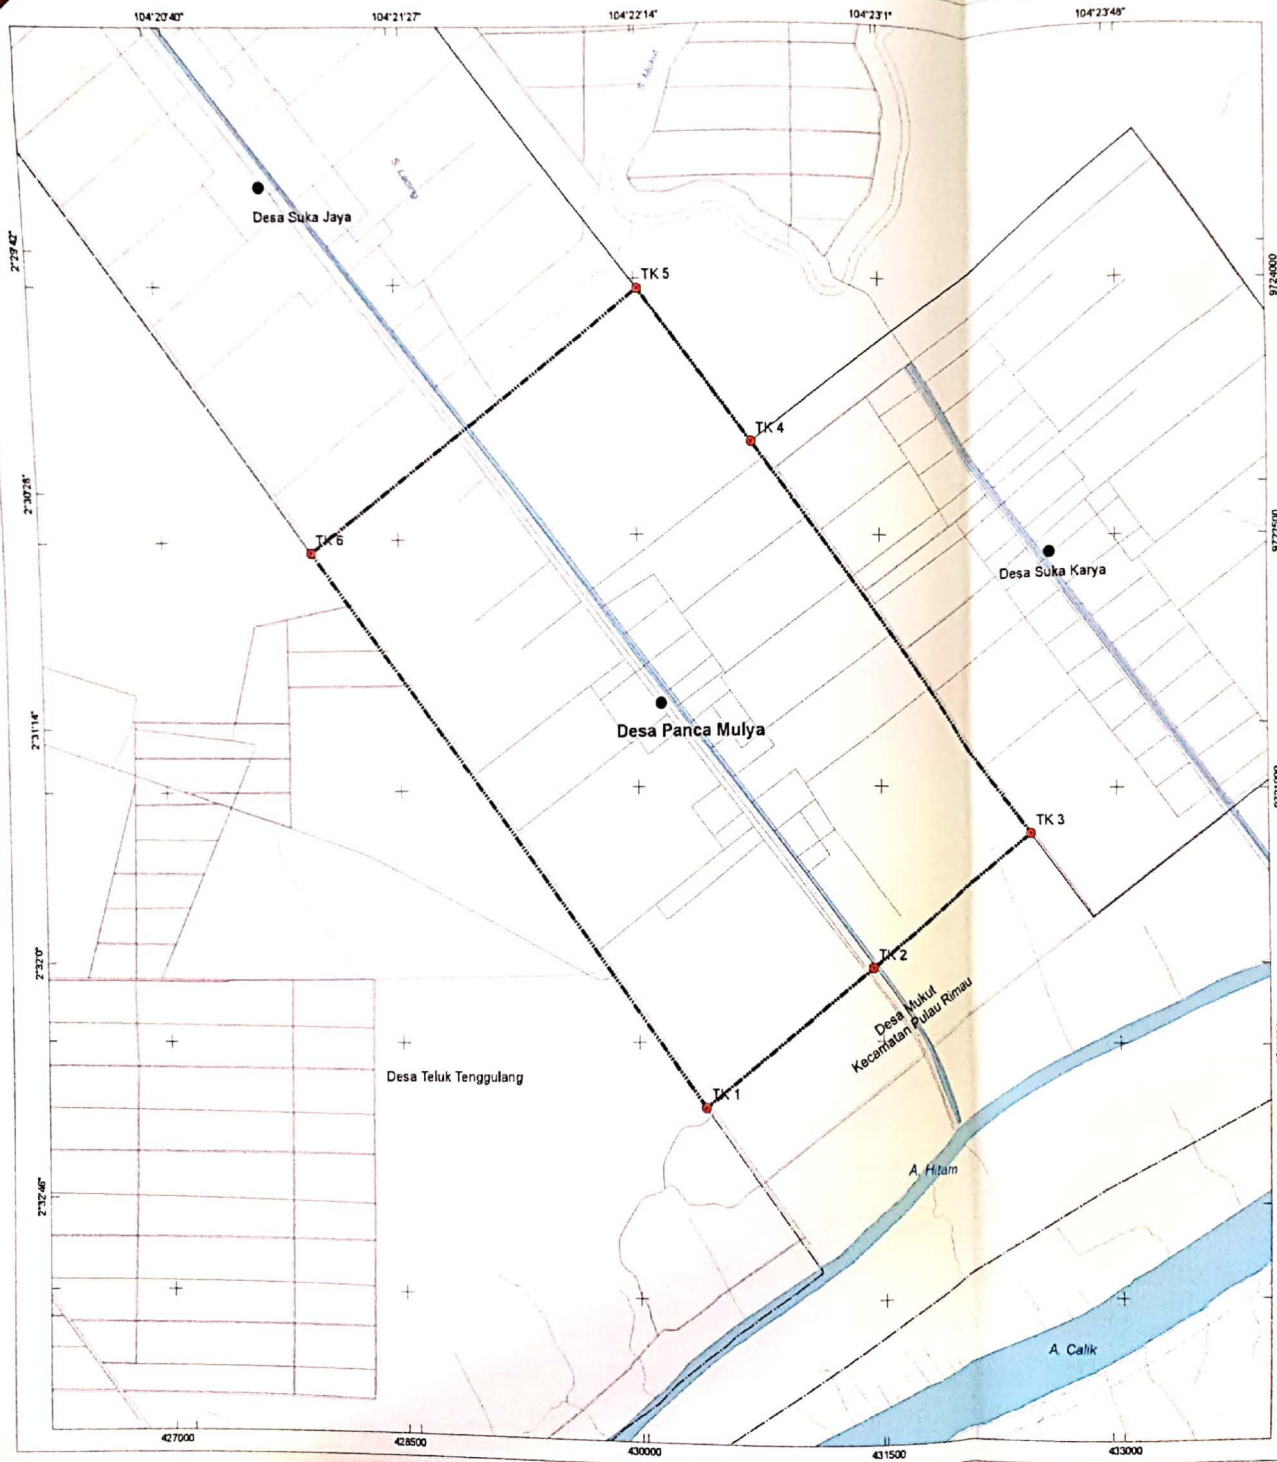 104°20'40"
104°21'27"
104°22'14"
104°23'1"
104°23'48"
S. Mukut
S. Lacing
Desa Suka Jaya
2°29'42"
TK 5
9724000
TK 4
2°30'28"
TK 6
9722500
Desa Suka Karya
Desa Panca Mulya
2°31'14"
TK 3
TK 2
2°32'0"
Desa Mukut
Kecamatan Pulau Rimau
Desa Teluk Tenggulang
TK 1
A. Hitam
2°32'46"
A. Calik
427000
428500
430000
431500
433000